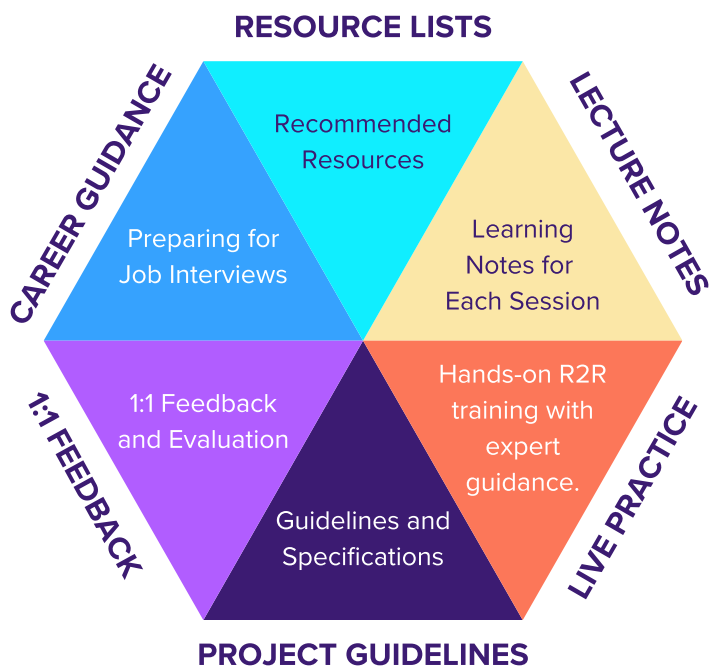 RESOURCE LISTS
Recommended
Resources
LECTURE NOTES
Learning
Notes for
Each Session
LIVE PRACTICE
Hands-on R2R
training with
expert
guidance.
PROJECT GUIDELINES
Guidelines and
Specifications
1:1 FEEDBACK
1:1 Feedback
and Evaluation
CAREER GUIDANCE
Preparing for
Job Interviews